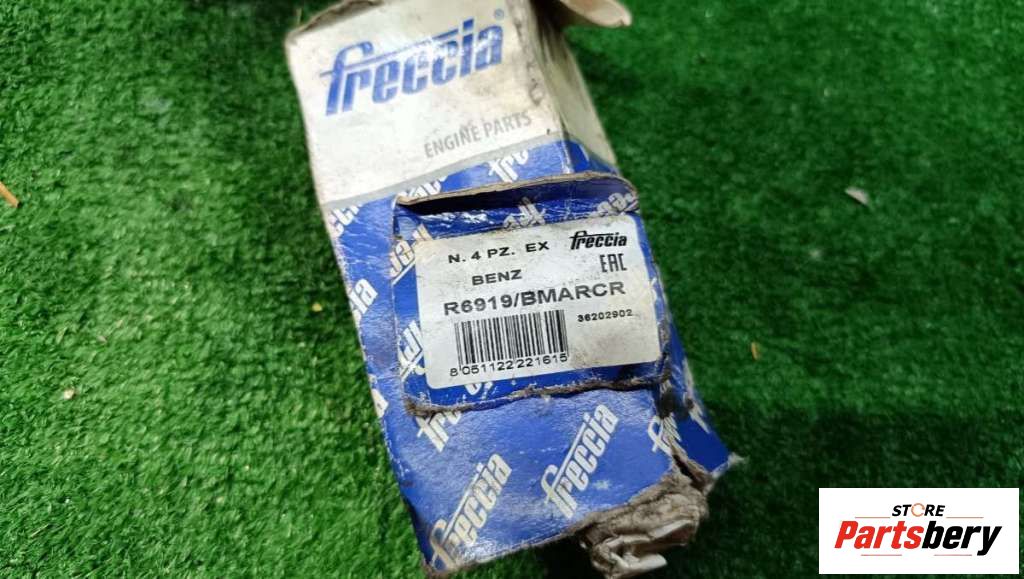 freccia
ENGINE PARTS
N. 4 PZ. EX freccia
BENZ EAC
R6919/BMARCR
36202902
8 051122 221615
freccia
freccia
STORE
Partsbery